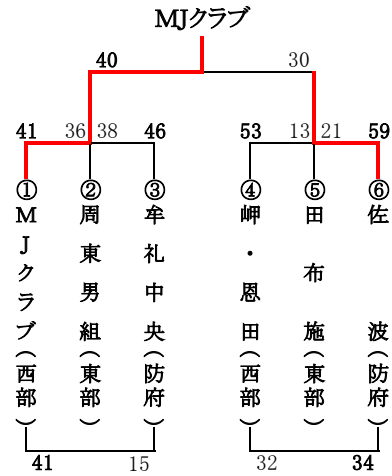 MJクラブ
40 30
41 36 38 46 53 13 21 59
① ② ③ ④ ⑤ ⑥
MJクラブ(西部)
周東男組(東部)
牟礼中央(防府)
岬・恩田(西部)
田布施(東部)
佐波(防府)
41 15 32 34